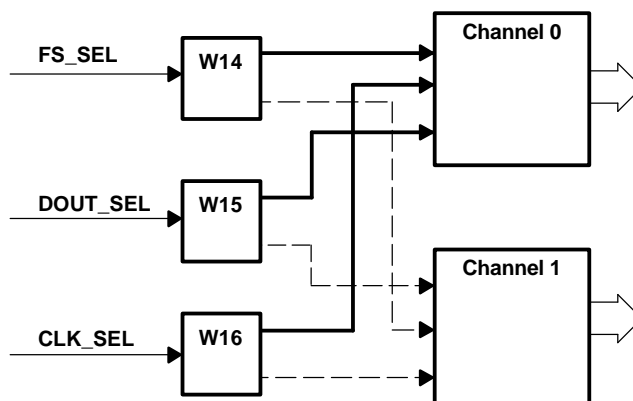 Channel 0
FS_SEL
W14
DOUT_SEL
W15
Channel 1
CLK_SEL
W16